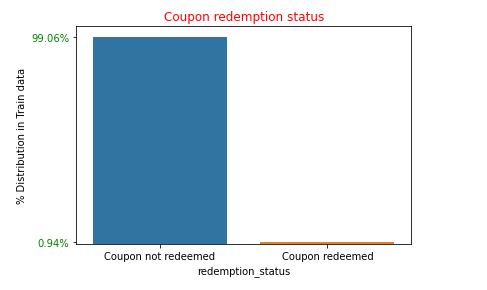 Coupon redemption status
99.06%
% Distribution in Train data
0.94%
Coupon not redeemed
Coupon redeemed
redemption_status